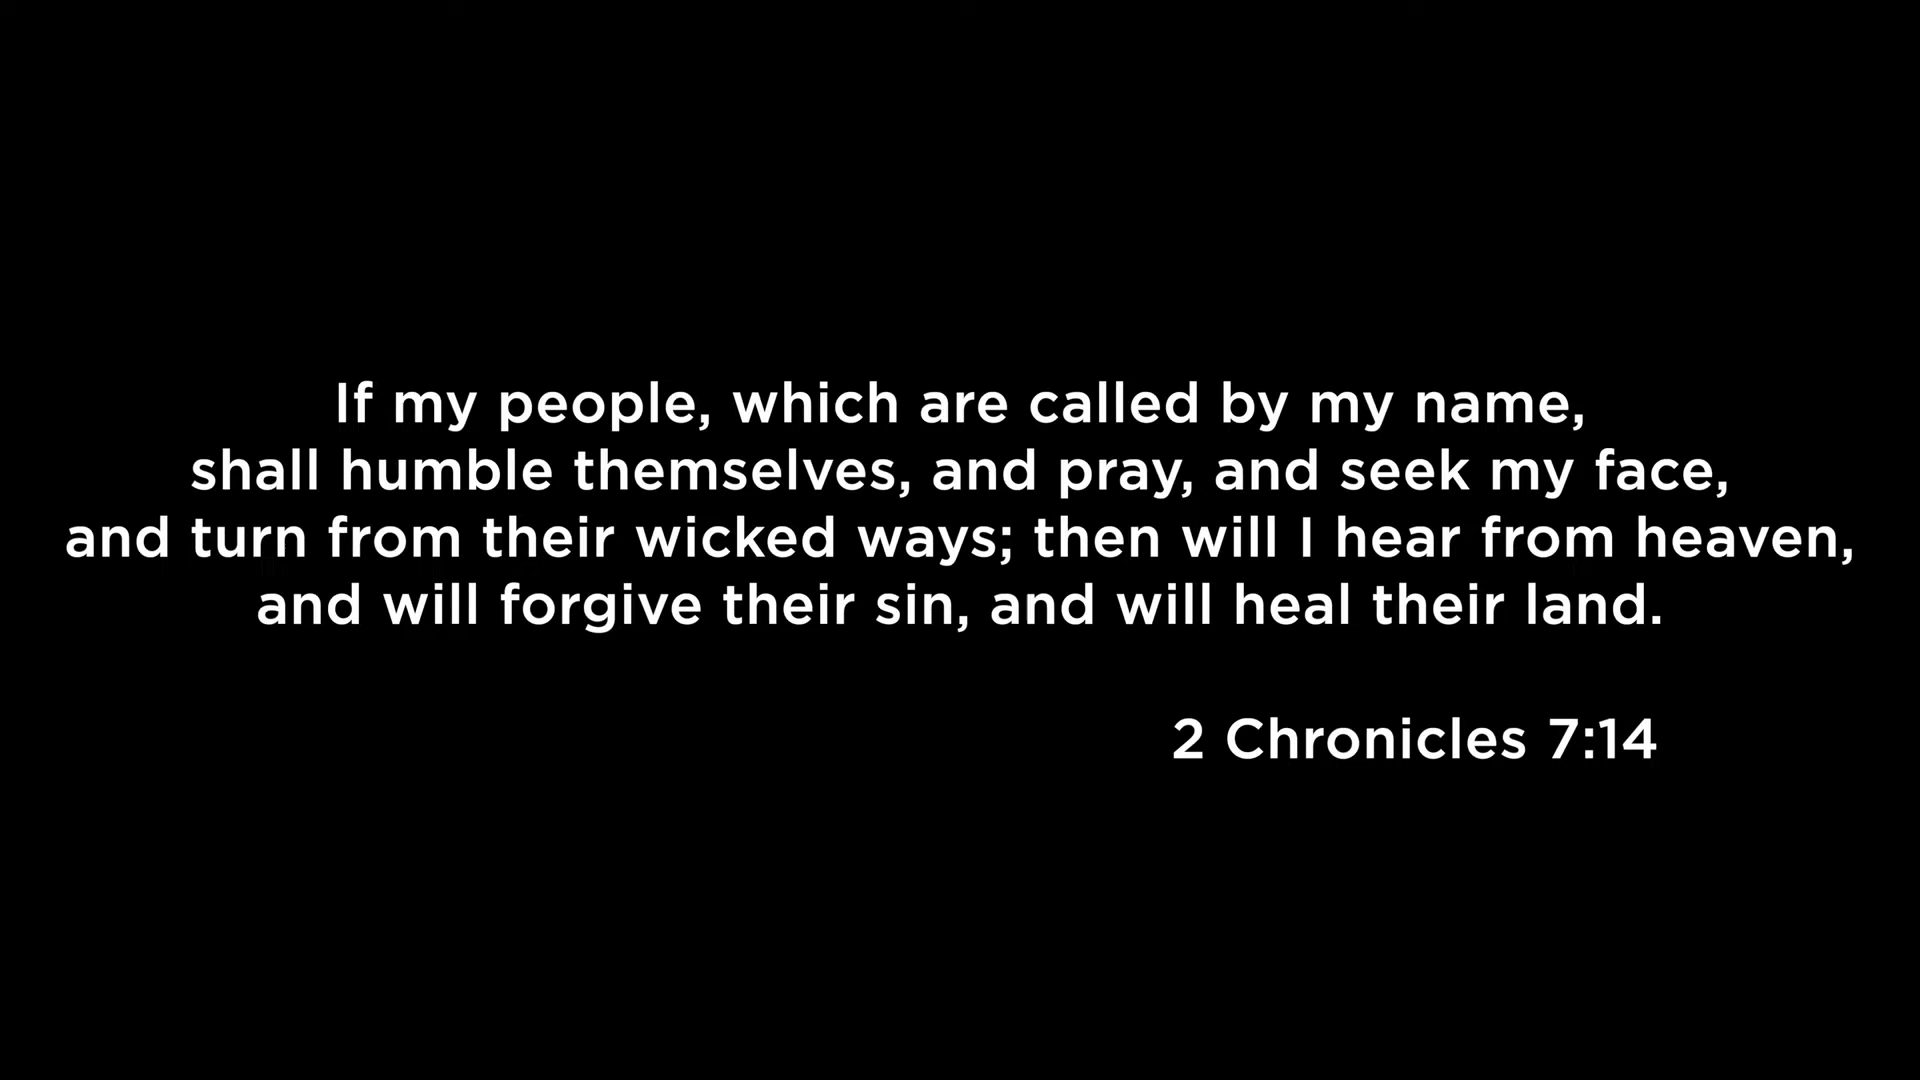 If my people, which are called by my name,
shall humble themselves, and pray, and seek my face,
and turn from their wicked ways; then will I hear from heaven,
and will forgive their sin, and will heal their land.
2 Chronicles 7:14